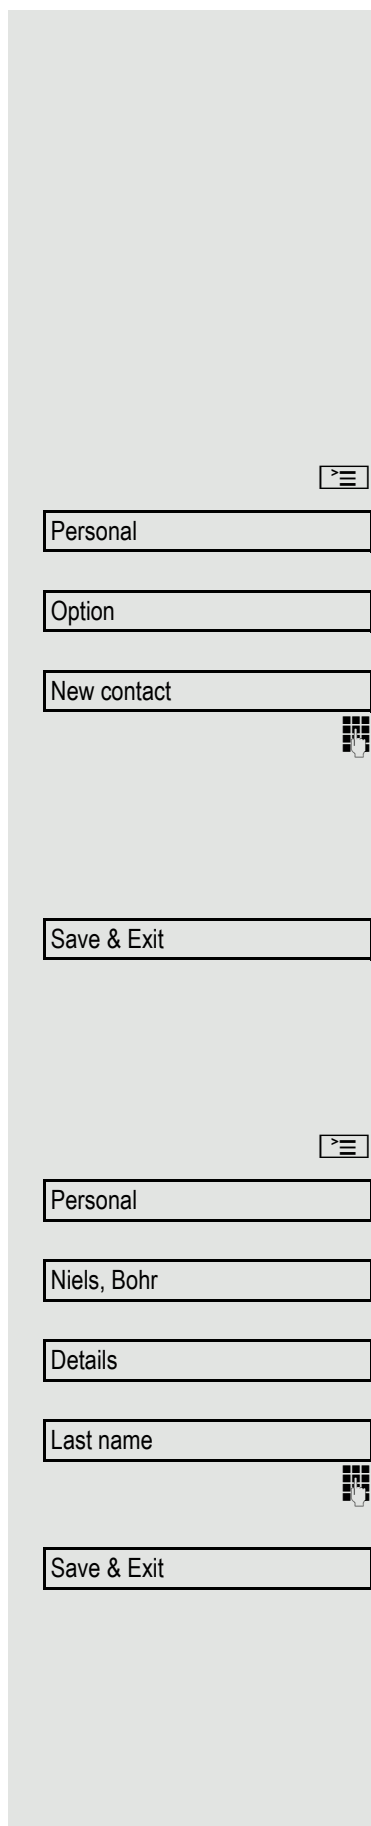 Personal
Option
New contact
Save & Exit
Personal
Niels, Bohr
Details
Last name
Save & Exit